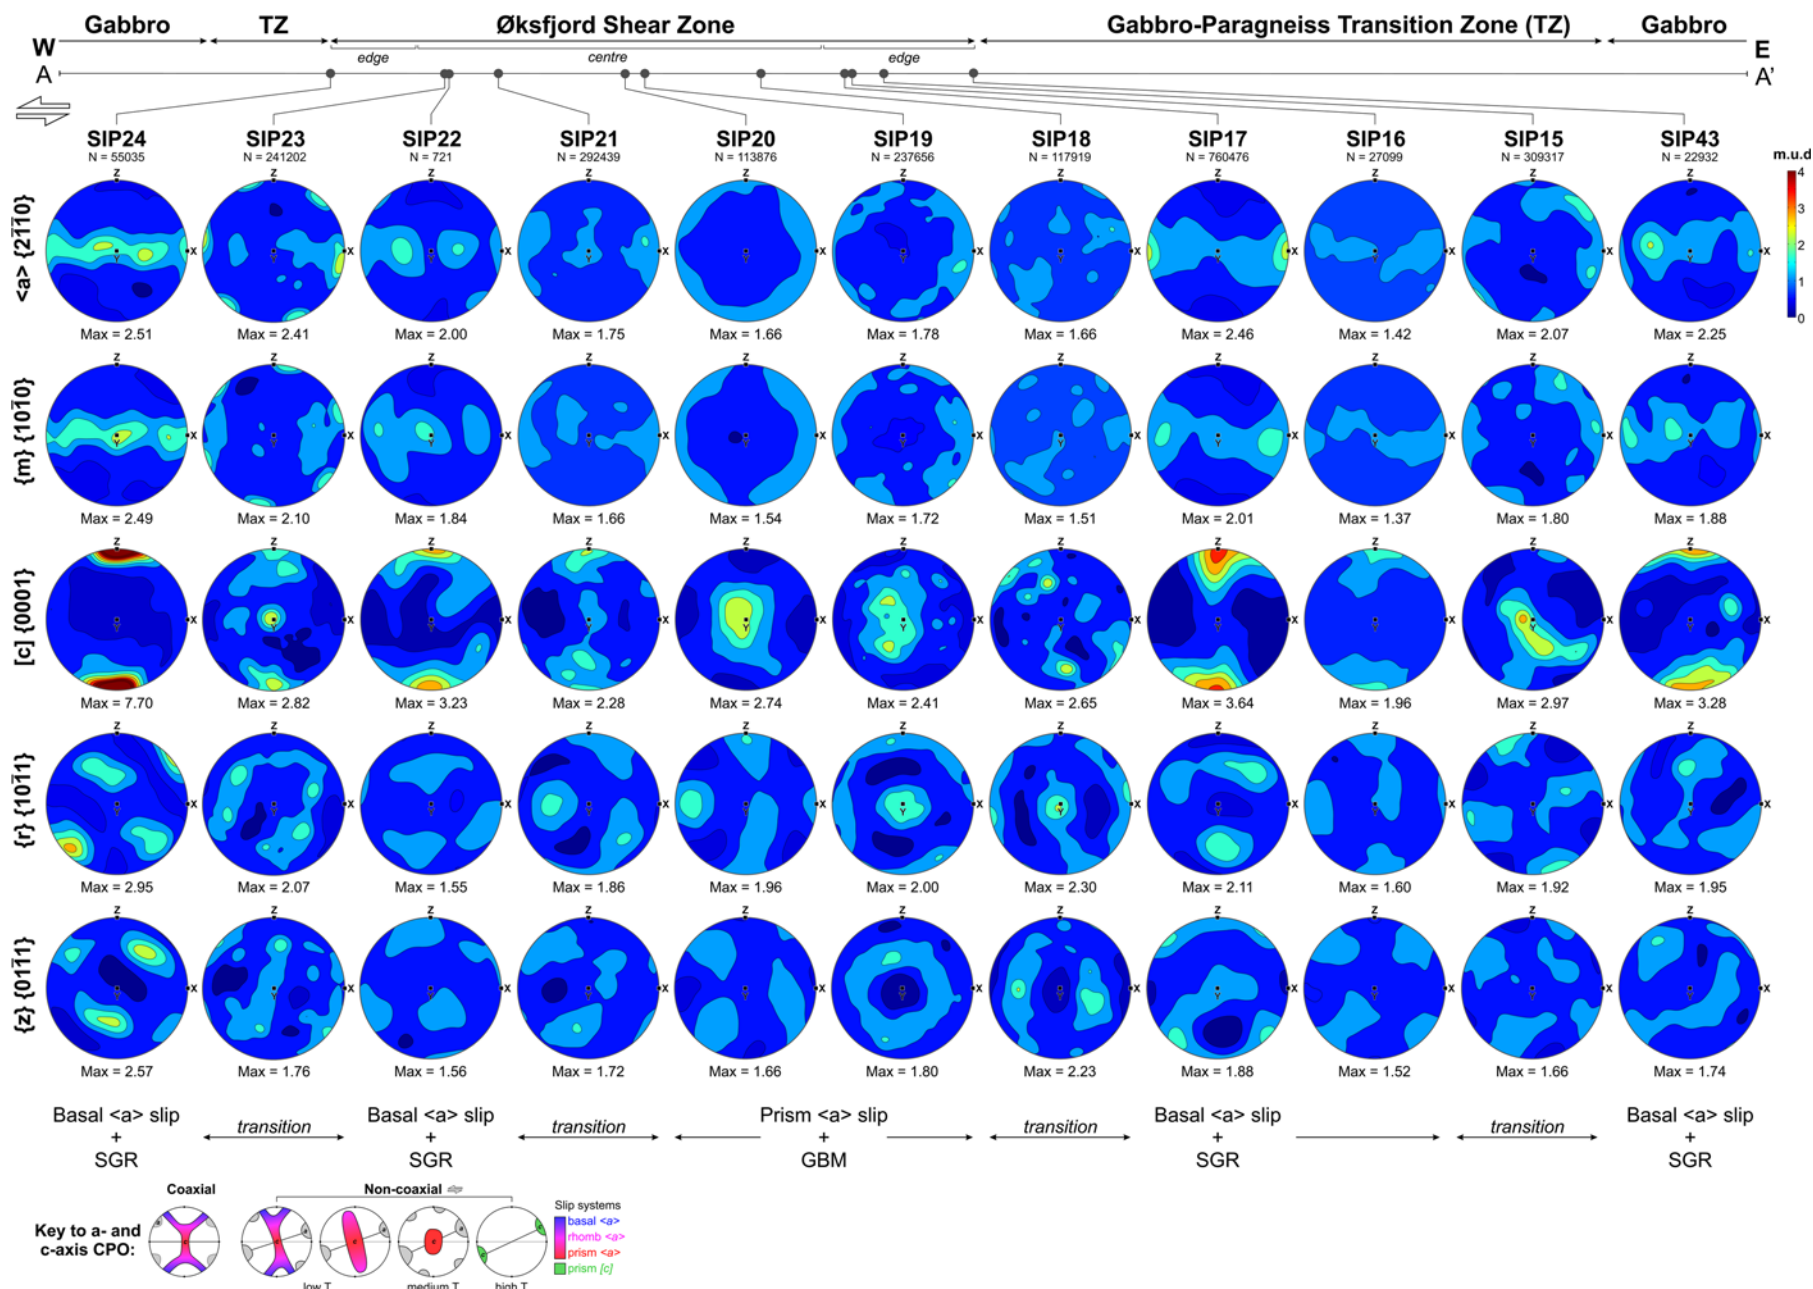 Gabbro TZ Øksfjord Shear Zone Gabbro-Paragneiss Transition Zone (TZ) Gabbro
W edge centre edge E
A A’
SIP24 SIP23 SIP22 SIP21 SIP20 SIP19 SIP18 SIP17 SIP16 SIP15 SIP43
N = 55035 N = 241202 N = 721 N = 292439 N = 113876 N = 237656 N = 117919 N = 760476 N = 27099 N = 309317 N = 22932
m.u.d
4
3
2
1
0
Z Z Z Z Z Z Z Z Z Z Z
<a> {21̄1̄0}
Y Y Y Y Y Y Y Y Y Y Y
X X X X X X X X X X X
Max = 2.51 Max = 2.41 Max = 2.00 Max = 1.75 Max = 1.66 Max = 1.78 Max = 1.66 Max = 2.46 Max = 1.42 Max = 2.07 Max = 2.25
Z Z Z Z Z Z Z Z Z Z Z
{m} {101̄0}
Y Y Y Y Y Y Y Y Y Y Y
X X X X X X X X X X X
Max = 2.49 Max = 2.10 Max = 1.84 Max = 1.66 Max = 1.54 Max = 1.72 Max = 1.51 Max = 2.01 Max = 1.37 Max = 1.80 Max = 1.88
Z Z Z Z Z Z Z Z Z Z Z
[c] {0001}
Y Y Y Y Y Y Y Y Y Y Y
X X X X X X X X X X X
Max = 7.70 Max = 2.82 Max = 3.23 Max = 2.28 Max = 2.74 Max = 2.41 Max = 2.65 Max = 3.64 Max = 1.96 Max = 2.97 Max = 3.28
Z Z Z Z Z Z Z Z Z Z Z
{r} {101̄1}
Y Y Y Y Y Y Y Y Y Y Y
X X X X X X X X X X X
Max = 2.95 Max = 2.07 Max = 1.55 Max = 1.86 Max = 1.96 Max = 2.00 Max = 2.30 Max = 2.11 Max = 1.60 Max = 1.92 Max = 1.95
Z Z Z Z Z Z Z Z Z Z Z
{z} {011̄1}
Y Y Y Y Y Y Y Y Y Y Y
X X X X X X X X X X X
Max = 2.57 Max = 1.76 Max = 1.56 Max = 1.72 Max = 1.66 Max = 1.80 Max = 2.23 Max = 1.88 Max = 1.52 Max = 1.66 Max = 1.74
Basal <a> slip Basal <a> slip Prism <a> slip Basal <a> slip Basal <a> slip
+ transition + transition + transition + transition +
SGR SGR GBM SGR SGR
Coaxial Non-coaxial
Slip systems
Key to a- and
c-axis CPO:
basal <a>
rhomb <a>
prism <a>
prism [c]
low T medium T high T